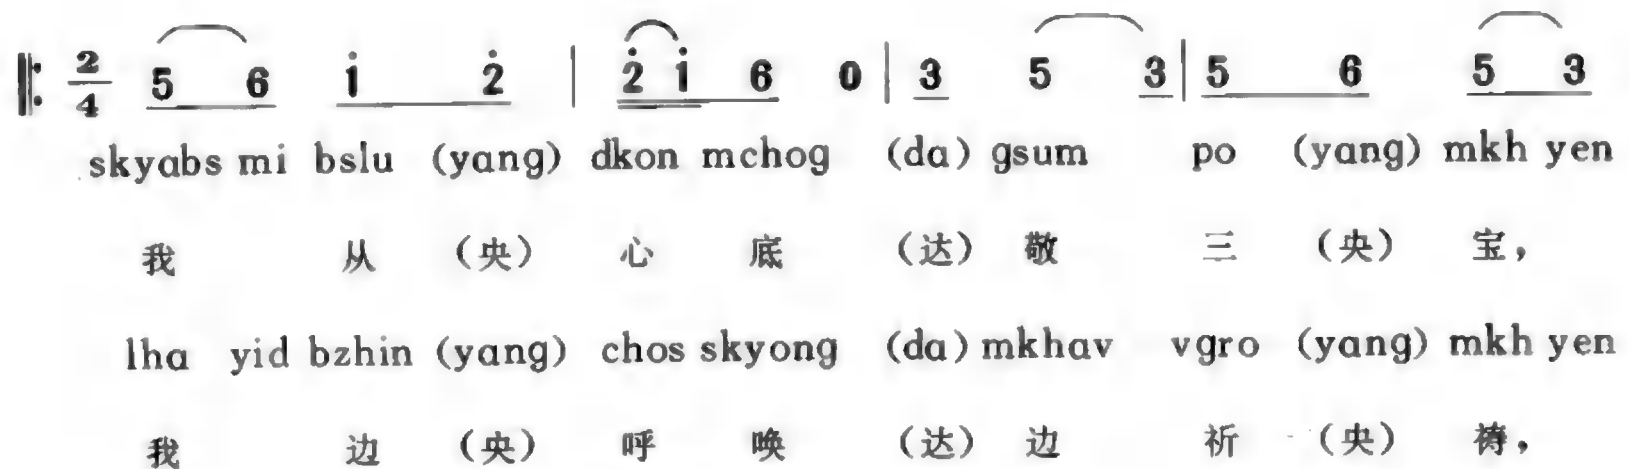 2/4 5 6 i̇ 2̇ | 2̇ i̇ 6 0 | 3 5 3 | 5 6 5 3
skyabs mi bslu (yang) dkon mchog (da) gsum po (yang) mkh yen
我 从 (央) 心 底 (达) 敬 三 (央) 宝，
lha yid bzhin (yang) chos skyong (da) mkhav vgro (yang) mkh yen
我 边 (央) 呼 唤 (达) 边 祈 (央) 祷，